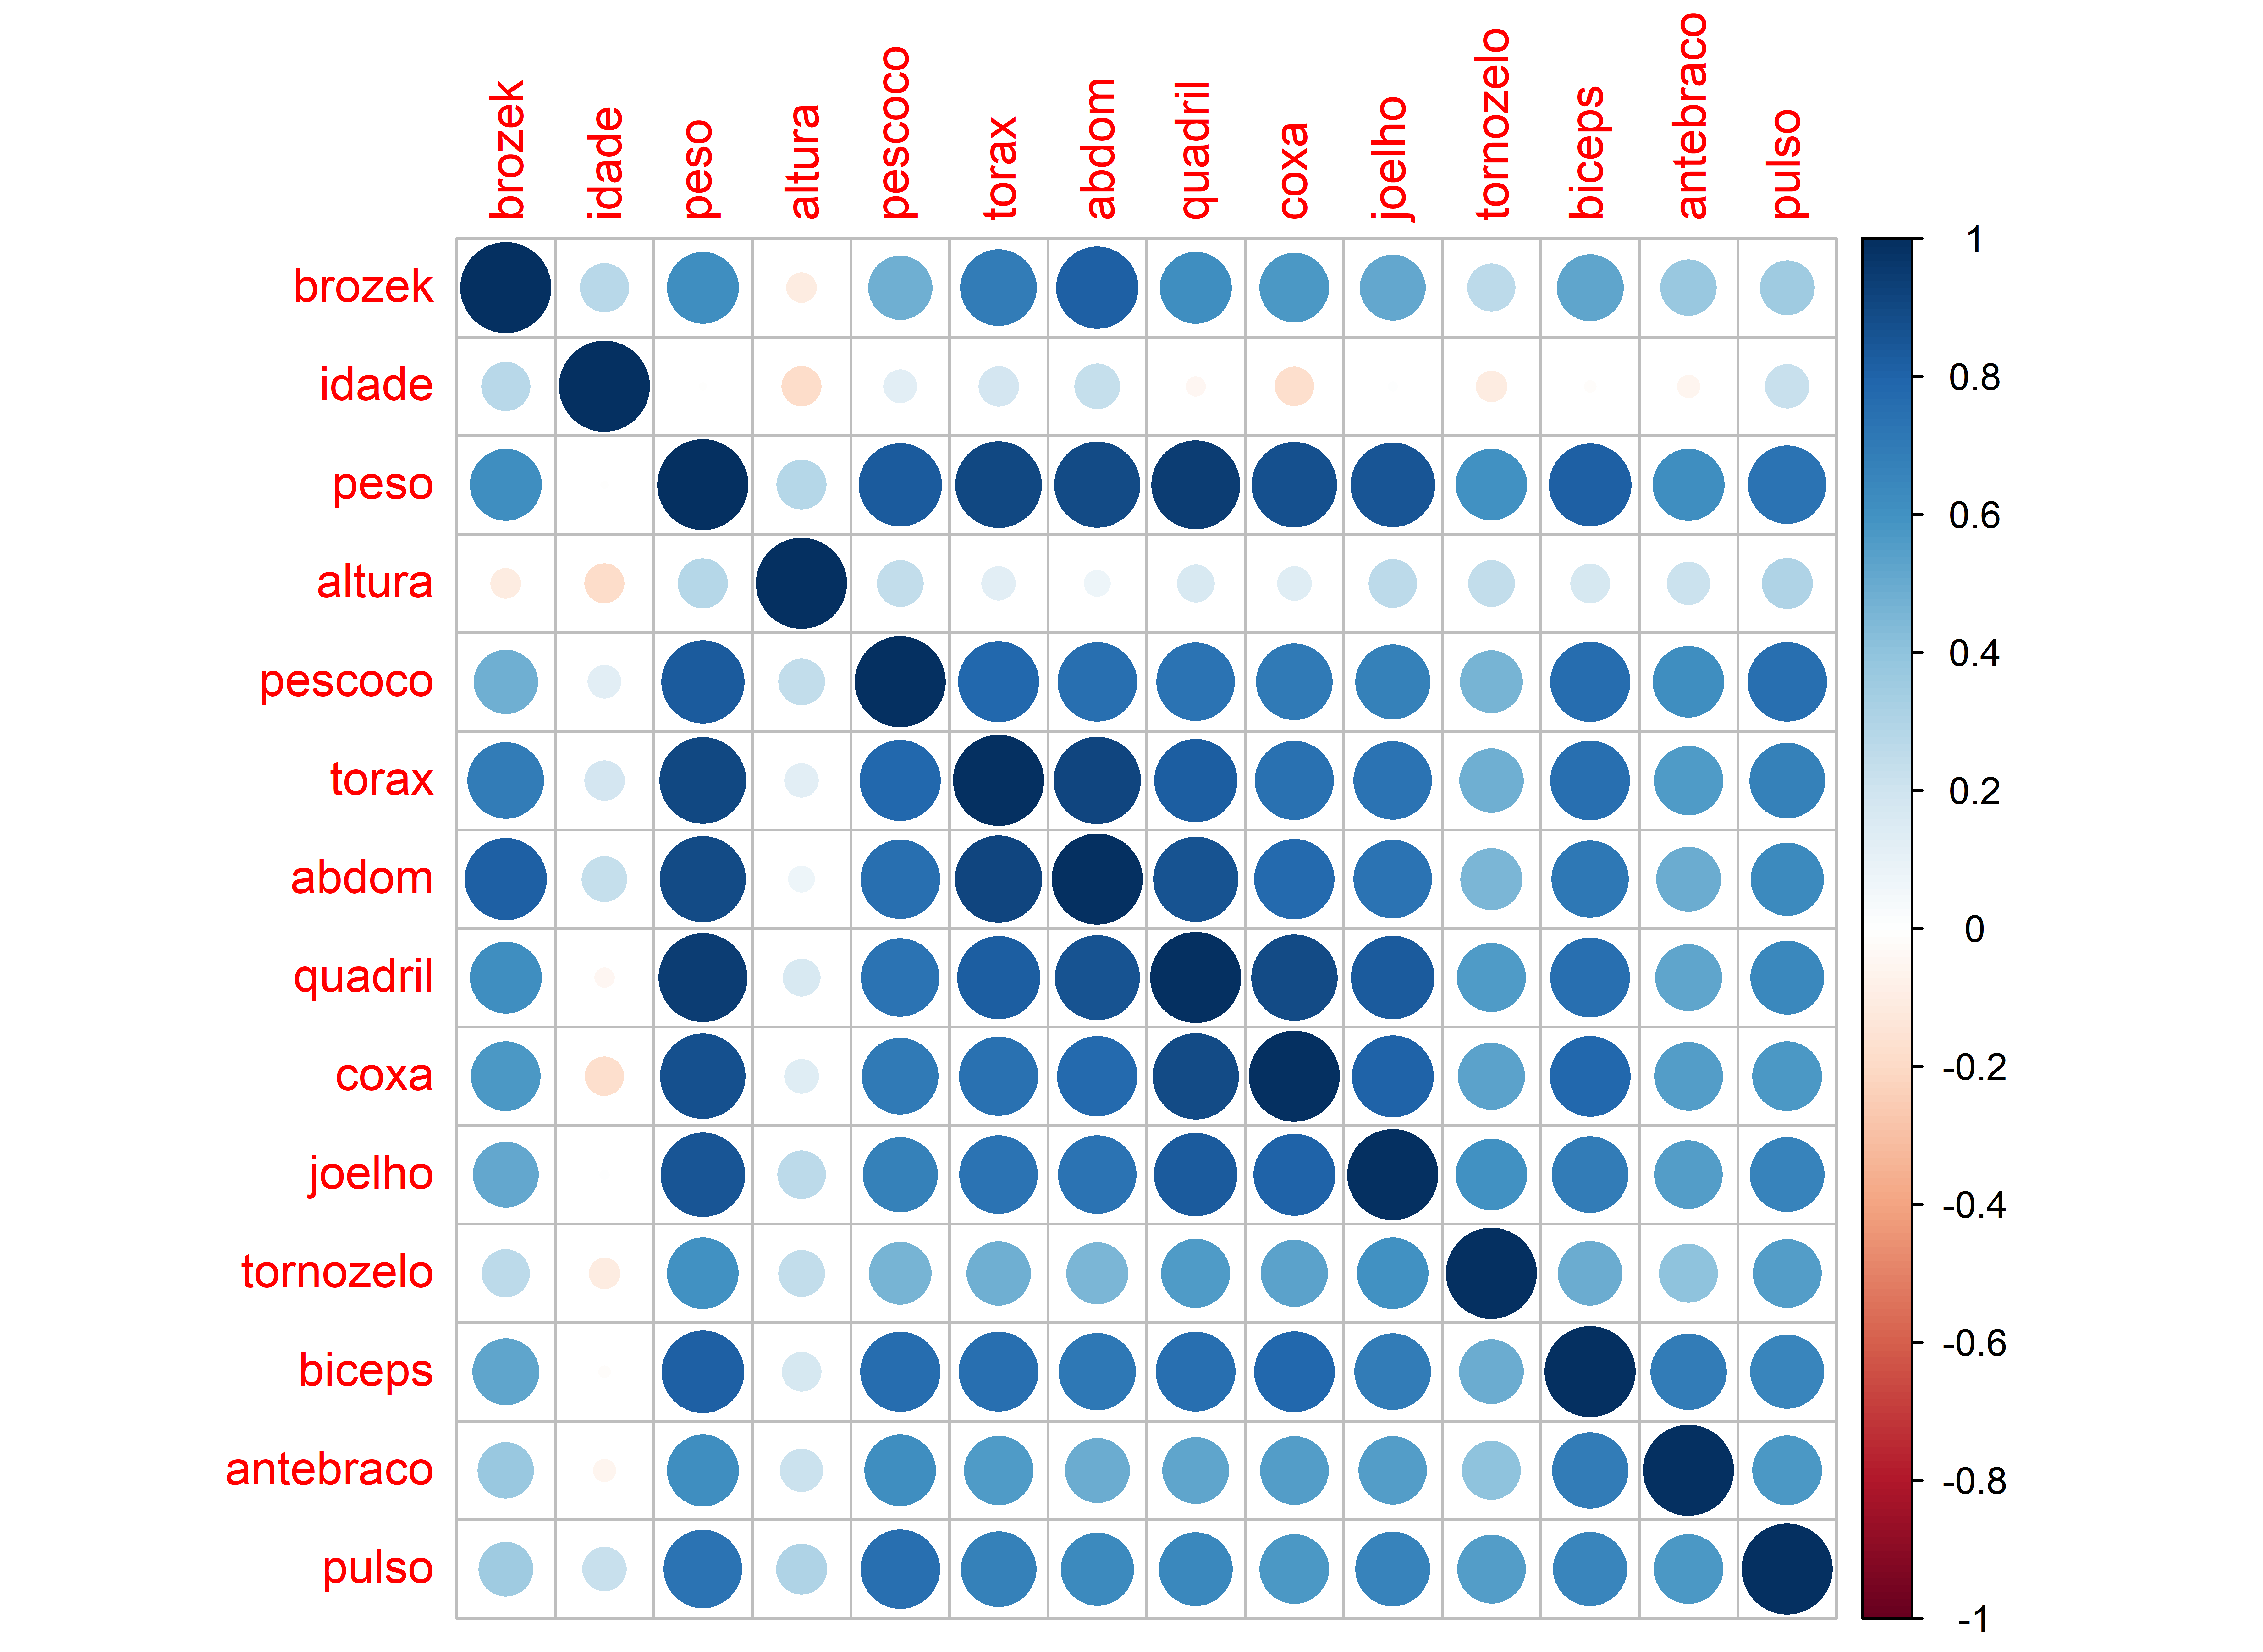 brozek
idade
peso
altura
pescoco
torax
abdom
quadril
coxa
joelho
tornozelo
biceps
antebraco
pulso
brozek
idade
peso
altura
pescoco
torax
abdom
quadril
coxa
joelho
tornozelo
biceps
antebraco
pulso
1
0.8
0.6
0.4
0.2
0
-0.2
-0.4
-0.6
-0.8
-1